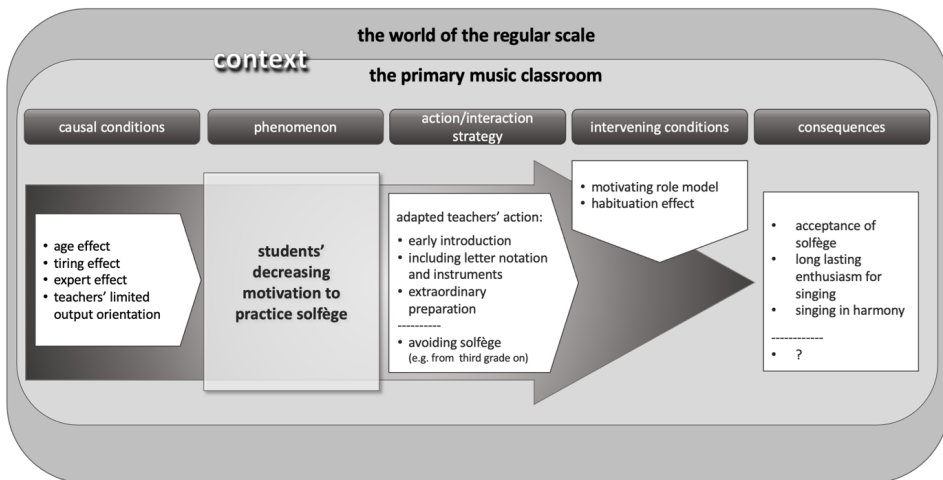 the world of the regular scale
context
the primary music classroom
causal conditions
phenomenon
action/interaction
strategy
intervening conditions
consequences
• age effect
• tiring effect
• expert effect
• teachers’ limited
output orientation
students’
decreasing
motivation to
practice solfège
adapted teachers’ action:
• early introduction
• including letter notation
and instruments
• extraordinary
preparation
----------
• avoiding solfège
(e.g. from third grade on)
• motivating role model
• habituation effect
• acceptance of
solfège
• long lasting
enthusiasm for
singing
• singing in harmony
------------
• ?